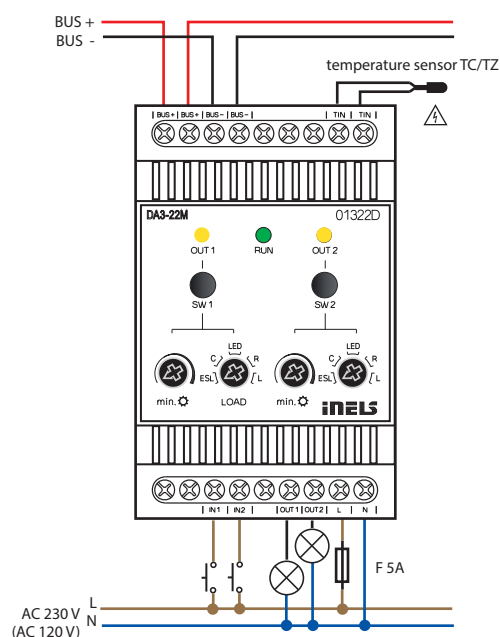 BUS +
BUS -
temperature sensor TC/TZ
BUS+ BUS+ BUS- BUS- TIN TIN
DA3-22M 01322D
OUT 1 RUN OUT 2
SW 1 SW 2
LED LED
C R C R
ESL L ESL L
min. LOAD min.
iNELS
IN1 IN2 OUT1 OUT2 L N
F 5A
L
AC 230 V N
(AC 120 V)